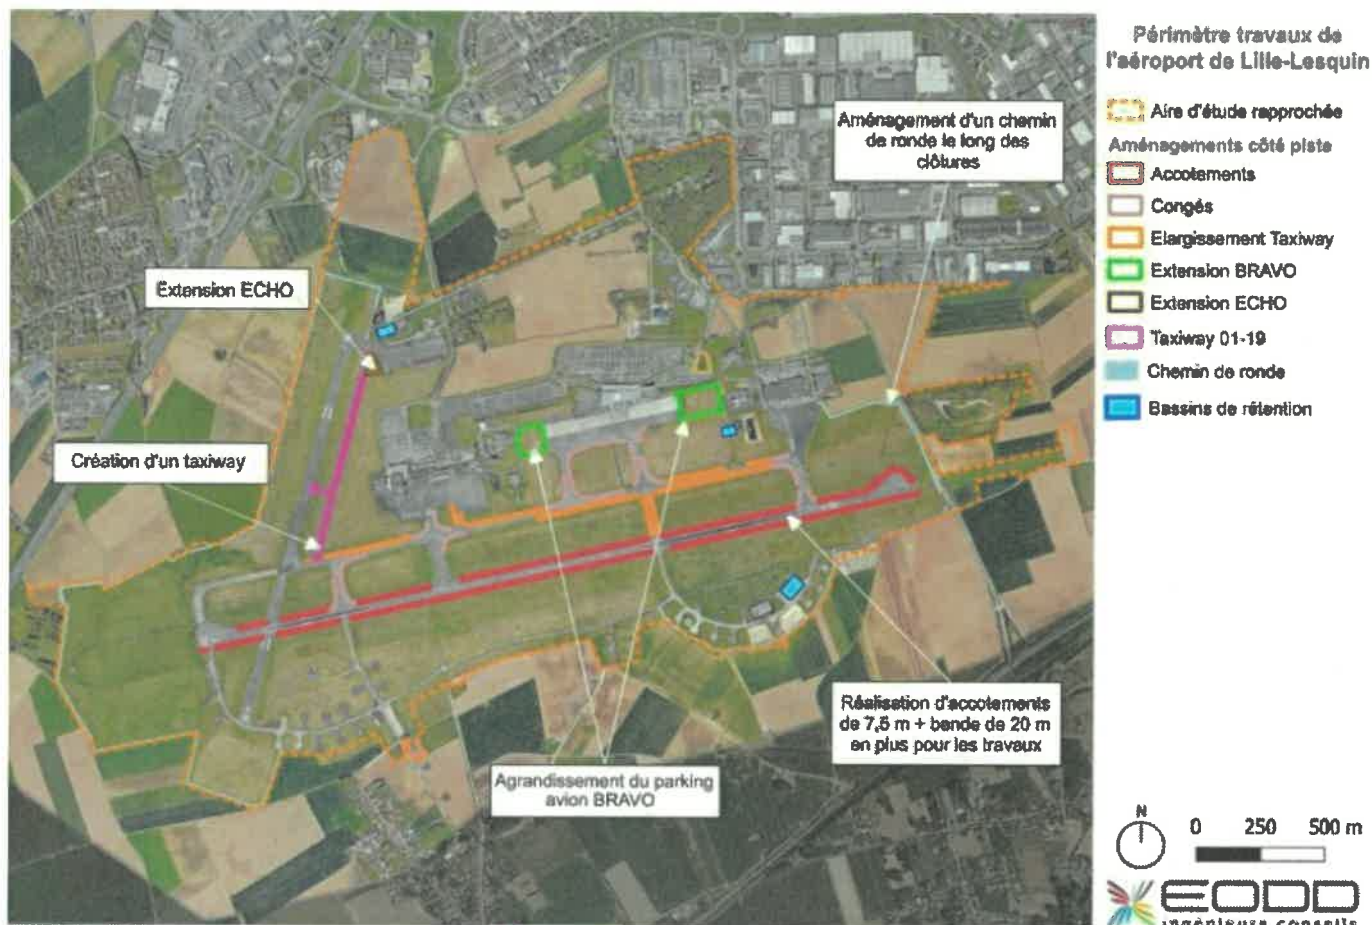 Périmètre travaux de
l'aéroport de Lille-Lesquin
Aire d'étude rapprochée
Aménagements côté piste
Accotements
Congés
Elargissement Taxiway
Extension BRAVO
Extension ECHO
Taxiway 01-19
Chemin de ronde
Bassins de rétention
Aménagement d'un chemin
de ronde le long des
clôtures
Extension ECHO
Création d'un taxiway
Réalisation d'accotements
de 7,5 m + bande de 20 m
en plus pour les travaux
Agrandissement du parking
avion BRAVO
N
0 250 500 m
EODD
ingénieurs conseils